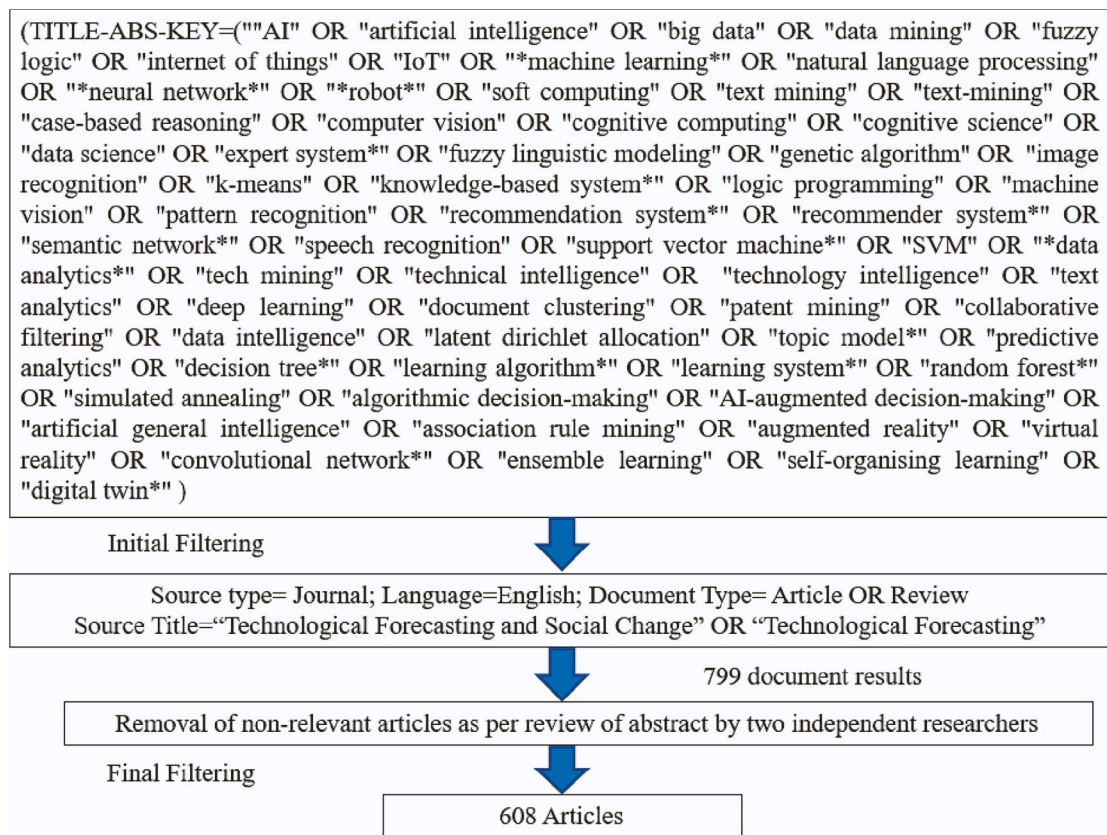 (TITLE-ABS-KEY=(""AI" OR "artificial intelligence" OR "big data" OR "data mining" OR "fuzzy
logic" OR "internet of things" OR "IoT" OR "*machine learning*" OR "natural language processing"
OR "*neural network*" OR "*robot*" OR "soft computing" OR "text mining" OR "text-mining" OR
"case-based reasoning" OR "computer vision" OR "cognitive computing" OR "cognitive science" OR
"data science" OR "expert system*" OR "fuzzy linguistic modeling" OR "genetic algorithm" OR "image
recognition" OR "k-means" OR "knowledge-based system*" OR "logic programming" OR "machine
vision" OR "pattern recognition" OR "recommendation system*" OR "recommender system*" OR
"semantic network*" OR "speech recognition" OR "support vector machine*" OR "SVM" OR "*data
analytics*" OR "tech mining" OR "technical intelligence" OR "technology intelligence" OR "text
analytics" OR "deep learning" OR "document clustering" OR "patent mining" OR "collaborative
filtering" OR "data intelligence" OR "latent dirichlet allocation" OR "topic model*" OR "predictive
analytics" OR "decision tree*" OR "learning algorithm*" OR "learning system*" OR "random forest*"
OR "simulated annealing" OR "algorithmic decision-making" OR "AI-augmented decision-making" OR
"artificial general intelligence" OR "association rule mining" OR "augmented reality" OR "virtual
reality" OR "convolutional network*" OR "ensemble learning" OR "self-organising learning" OR
"digital twin*" )
Initial Filtering
Source type= Journal; Language=English; Document Type= Article OR Review
Source Title=“Technological Forecasting and Social Change” OR “Technological Forecasting”
799 document results
Removal of non-relevant articles as per review of abstract by two independent researchers
Final Filtering
608 Articles